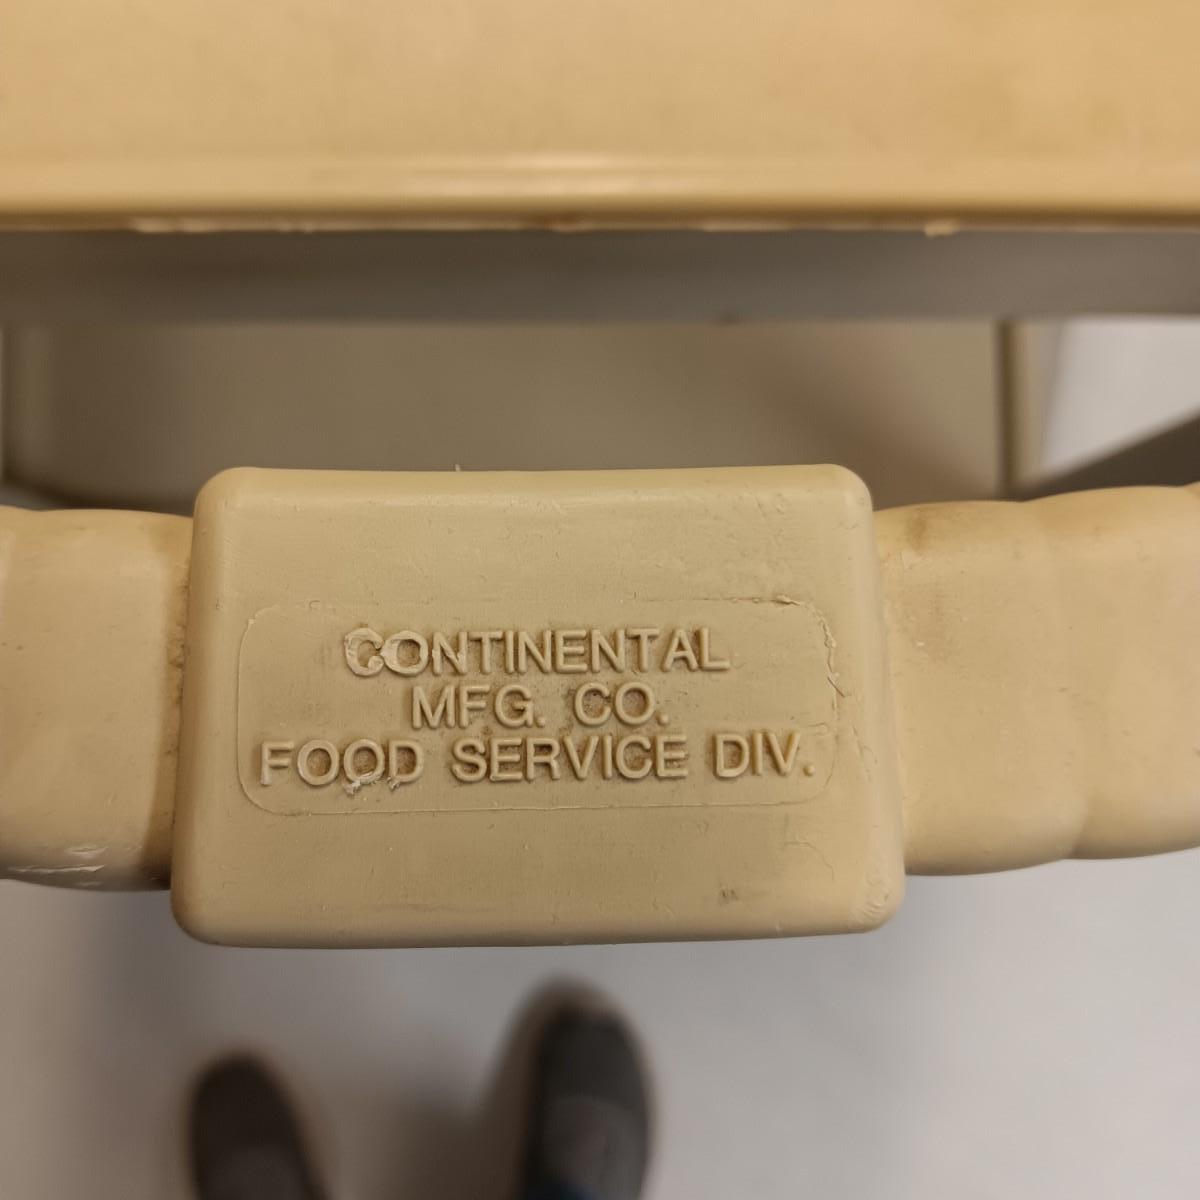 CONTINENTAL
MFG. CO.
FOOD SERVICE DIV.